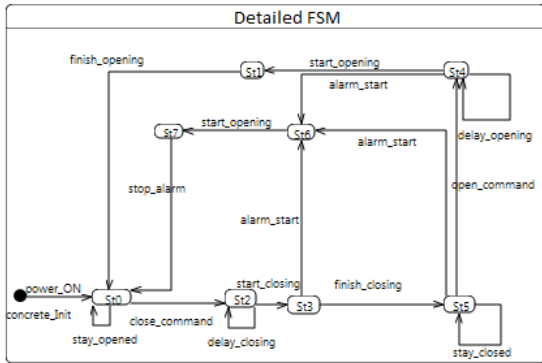 Detailed FSM
finish_opening
St1
start_opening
St4
alarm_start
start_opening
St7
St6
alarm_start
delay_opening
stop_alarm
open_command
alarm_start
power_ON
start_closing
finish_closing
St0
St2
St3
St5
concrete_Init
close_command
stay_opened
delay_closing
stay_closed